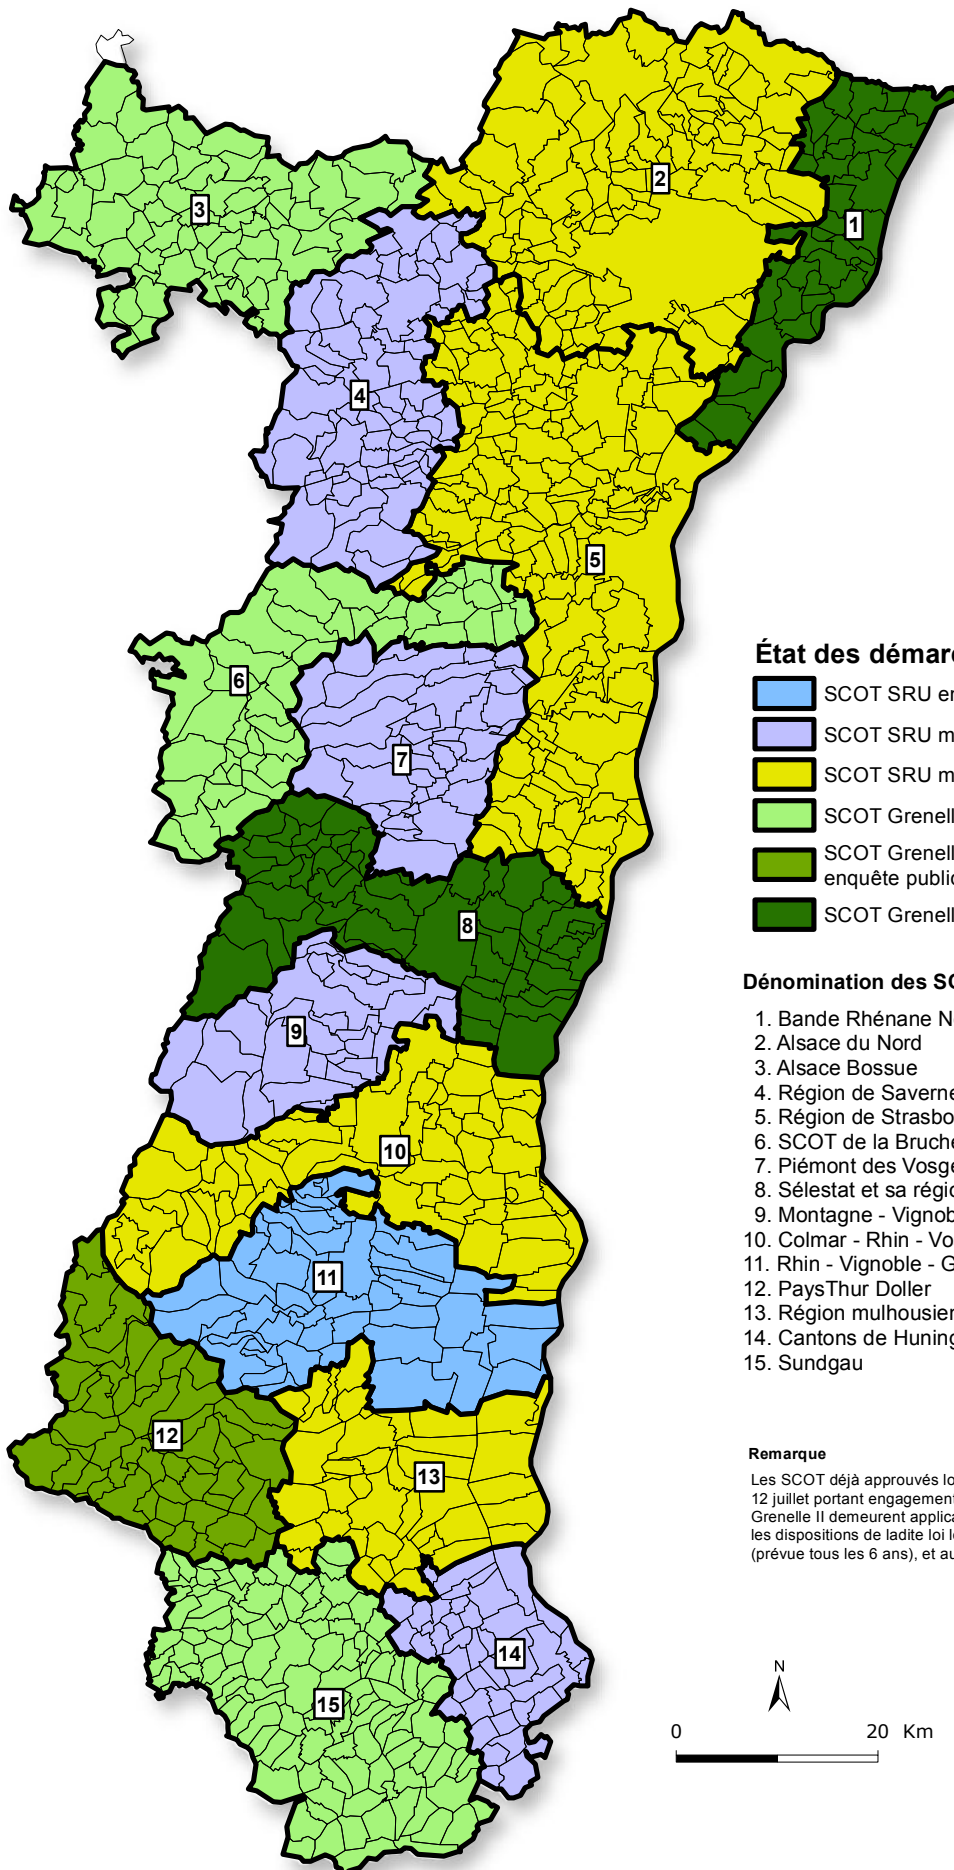 1
2
3
4
5
6
7
8
9
10
11
12
13
14
15
État des démar
SCOT SRU e
SCOT SRU m
SCOT SRU m
SCOT Grenell
SCOT Grenell
enquête public
SCOT Grenell
Dénomination des SC
1. Bande Rhénane N
2. Alsace du Nord
3. Alsace Bossue
4. Région de Saverne
5. Région de Strasbo
6. SCOT de la Bruche
7. Piémont des Vosge
8. Sélestat et sa régio
9. Montagne - Vignob
10. Colmar - Rhin - Vo
11. Rhin - Vignoble - G
12. PaysThur Doller
13. Région mulhousien
14. Cantons de Huning
15. Sundgau
Remarque
Les SCOT déjà approuvés lo
12 juillet portant engagement
Grenelle II demeurent applica
les dispositions de ladite loi l
(prévue tous les 6 ans), et au
N
0 20 Km